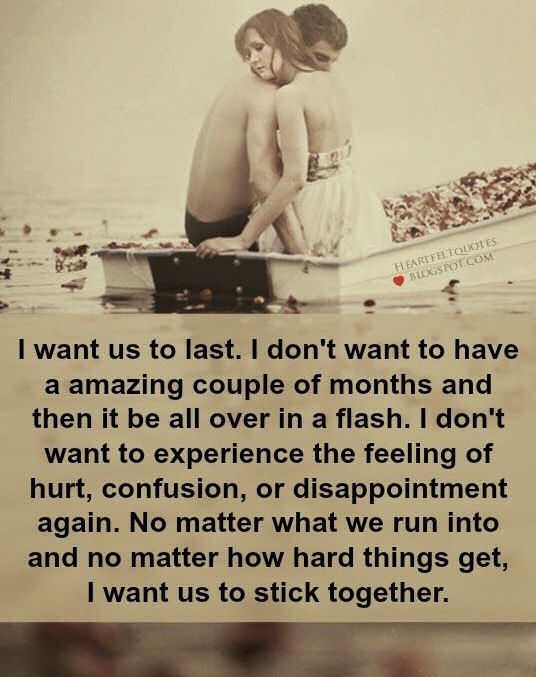 HEARTFELTQUOTES
BLOGSPOT.COM
I want us to last. I don't want to have
a amazing couple of months and
then it be all over in a flash. I don't
want to experience the feeling of
hurt, confusion, or disappointment
again. No matter what we run into
and no matter how hard things get,
I want us to stick together.